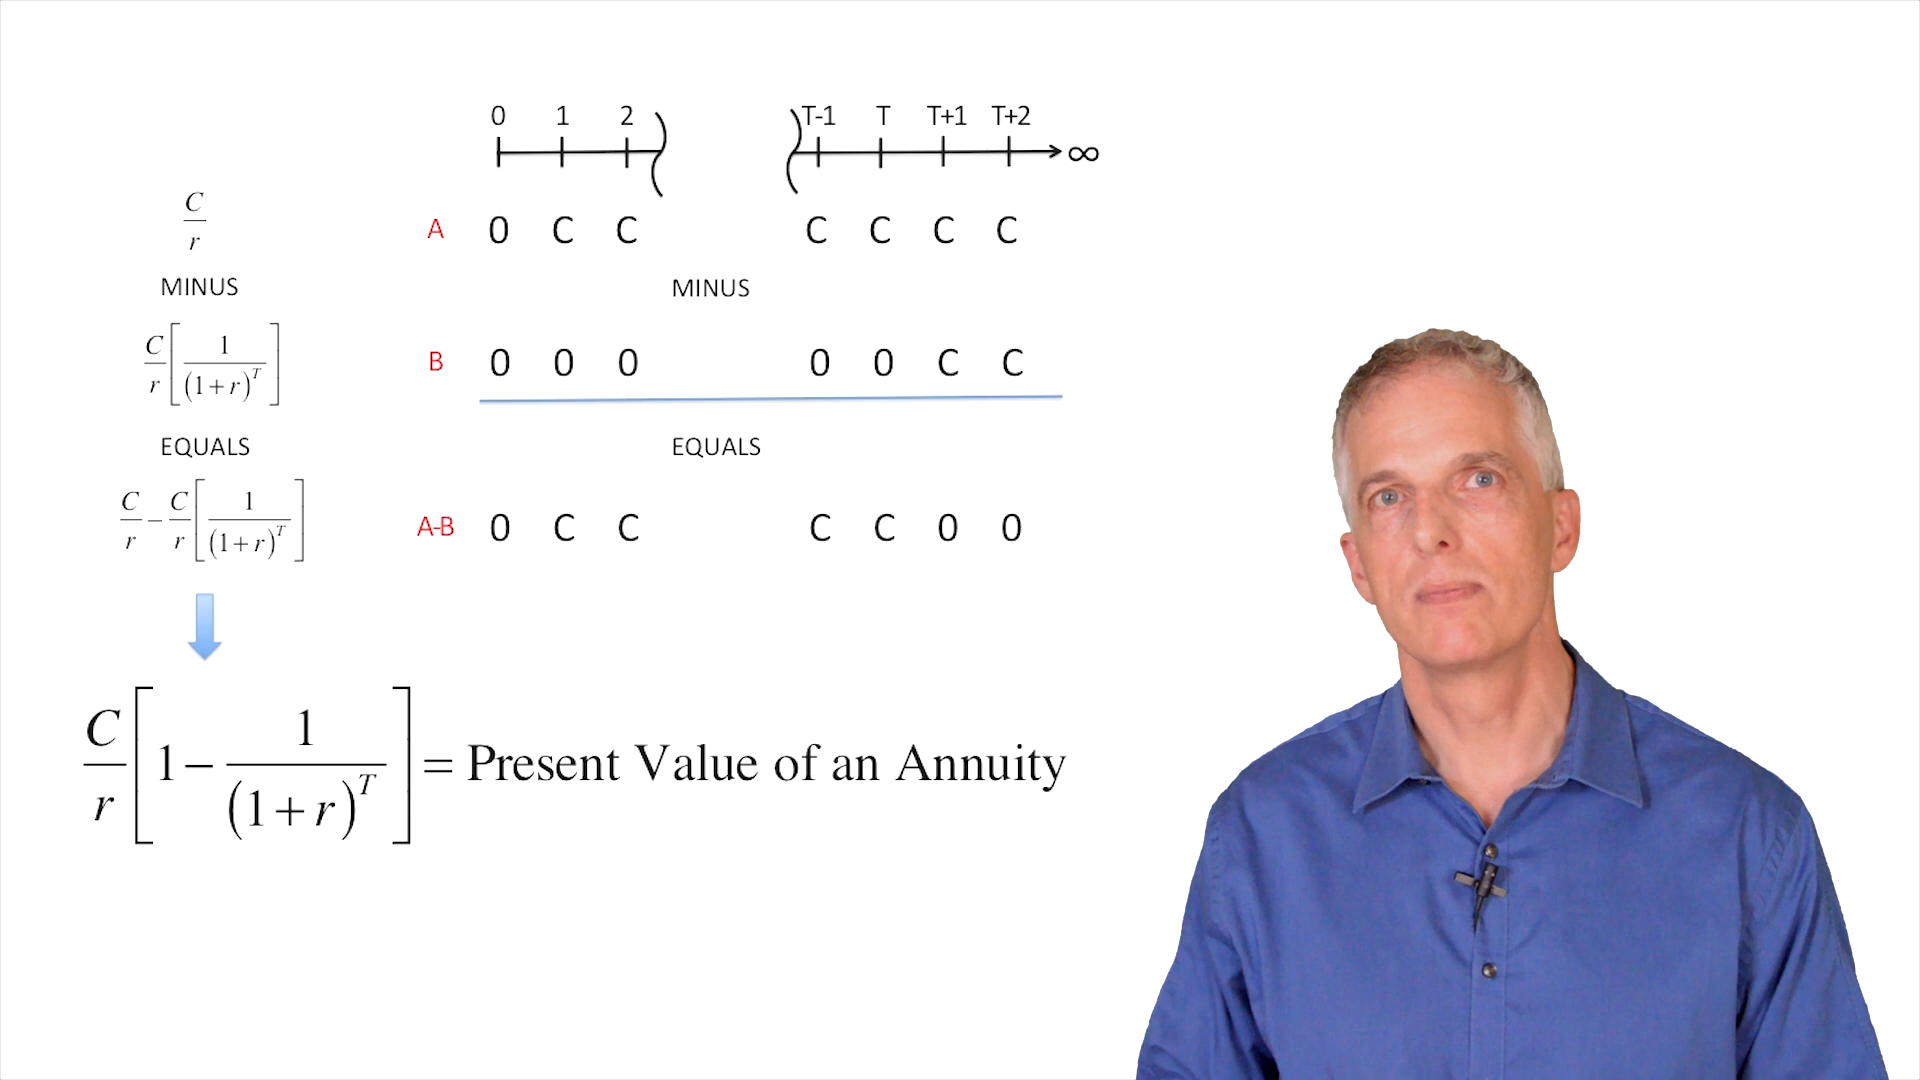 0 1 2 T-1 T T+1 T+2
∞
C/r
A 0 C C C C C C
MINUS MINUS
C/r [1/(1+r)^T]
B 0 0 0 0 0 C C
EQUALS EQUALS
C/r − C/r [1/(1+r)^T]
A-B 0 C C C C 0 0
C/r [1 − 1/(1+r)^T] = Present Value of an Annuity